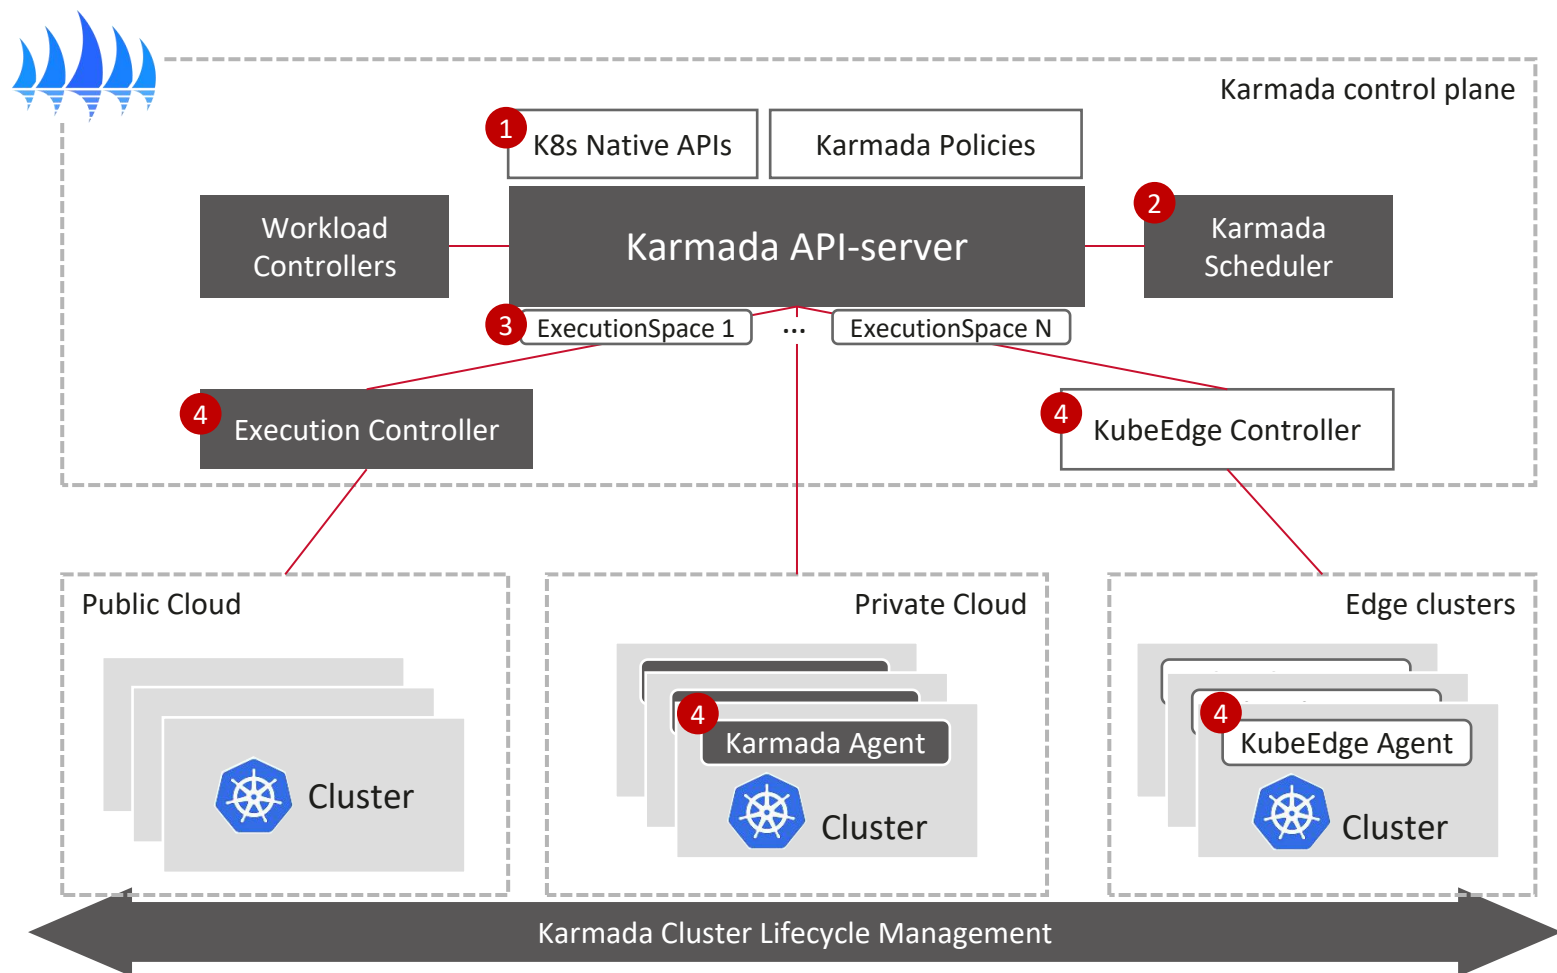 Karmada control plane
1
K8s Native APIs
Karmada Policies
Workload
Controllers
Karmada API-server
2
Karmada
Scheduler
3
ExecutionSpace 1
...
ExecutionSpace N
4
Execution Controller
4
KubeEdge Controller
Public Cloud
Cluster
Private Cloud
4
Karmada Agent
Cluster
Edge clusters
4
KubeEdge Agent
Cluster
Karmada Cluster Lifecycle Management